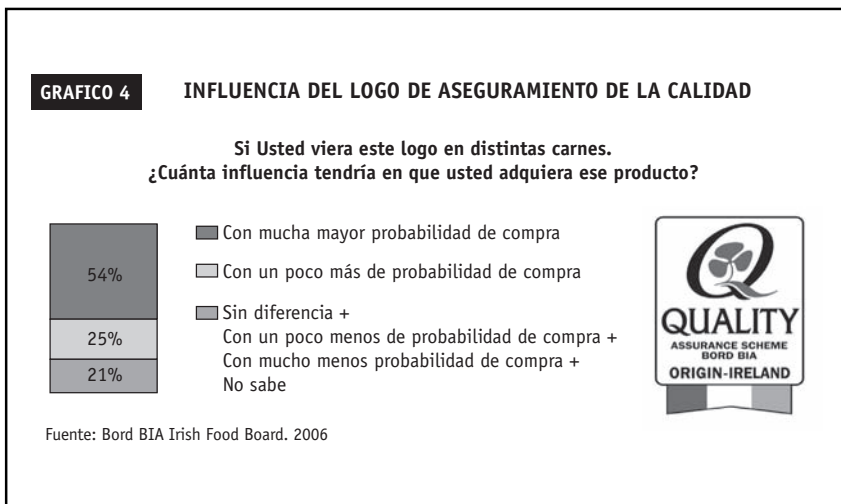 GRAFICO 4
INFLUENCIA DEL LOGO DE ASEGURAMIENTO DE LA CALIDAD
Si Usted viera este logo en distintas carnes.
¿Cuánta influencia tendría en que usted adquiera ese producto?
54%
25%
21%
Con mucha mayor probabilidad de compra
Con un poco más de probabilidad de compra
Sin diferencia +
Con un poco menos de probabilidad de compra +
Con mucho menos probabilidad de compra +
No sabe
Q
QUALITY
ASSURANCE SCHEME
BORD BIA
ORIGIN-IRELAND
Fuente: Bord BIA Irish Food Board. 2006